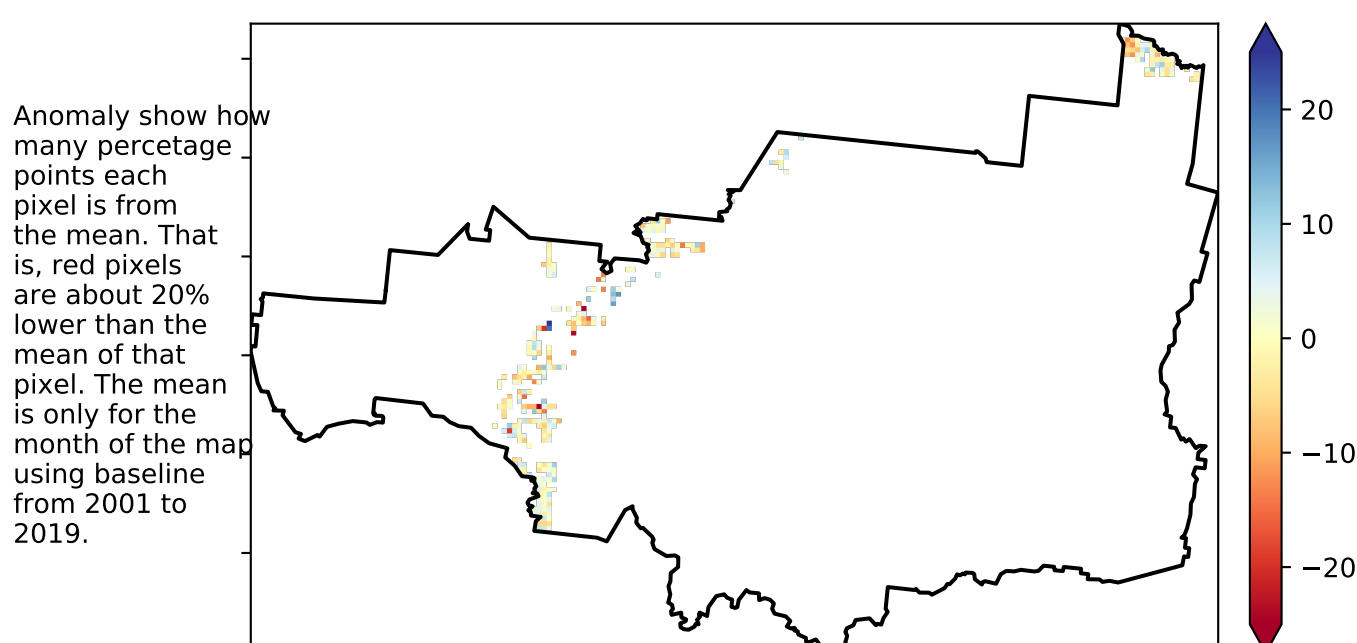 Anomaly show how
many percetage
points each
pixel is from
the mean. That
is, red pixels
are about 20%
lower than the
mean of that
pixel. The mean
is only for the
month of the map
using baseline
from 2001 to
2019.
20
10
0
−10
−20